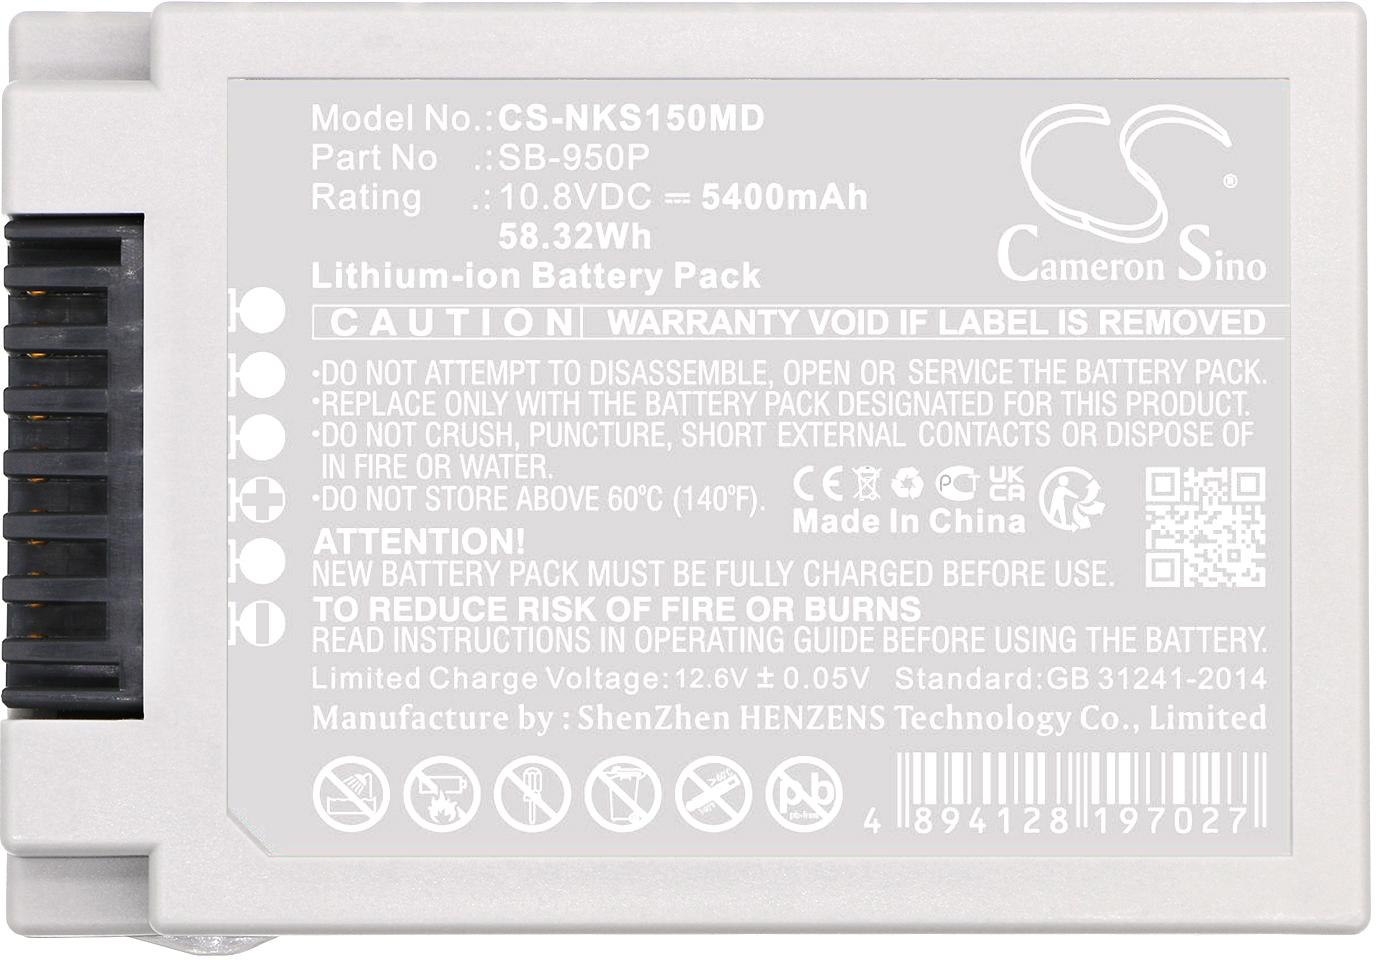 Model No.:CS-NKS150MD
Part No .:SB-950P
Rating .:10.8VDC ⎓ 5400mAh
58.32Wh
Lithium-ion Battery Pack
CS®
Cameron Sino
CAUTION WARRANTY VOID IF LABEL IS REMOVED
•DO NOT ATTEMPT TO DISASSEMBLE, OPEN OR SERVICE THE BATTERY PACK.
•REPLACE ONLY WITH THE BATTERY PACK DESIGNATED FOR THIS PRODUCT.
•DO NOT CRUSH, PUNCTURE, SHORT EXTERNAL CONTACTS OR DISPOSE OF
IN FIRE OR WATER.
•DO NOT STORE ABOVE 60ºC (140ºF).
CE PCT UK
CA
Made In China
ATTENTION!
NEW BATTERY PACK MUST BE FULLY CHARGED BEFORE USE.
TO REDUCE RISK OF FIRE OR BURNS
READ INSTRUCTIONS IN OPERATING GUIDE BEFORE USING THE BATTERY.
Limited Charge Voltage:12.6V ± 0.05V Standard:GB 31241-2014
Manufacture by : ShenZhen HENZENS Technology Co., Limited
pb
pb-free
4 894128 197027